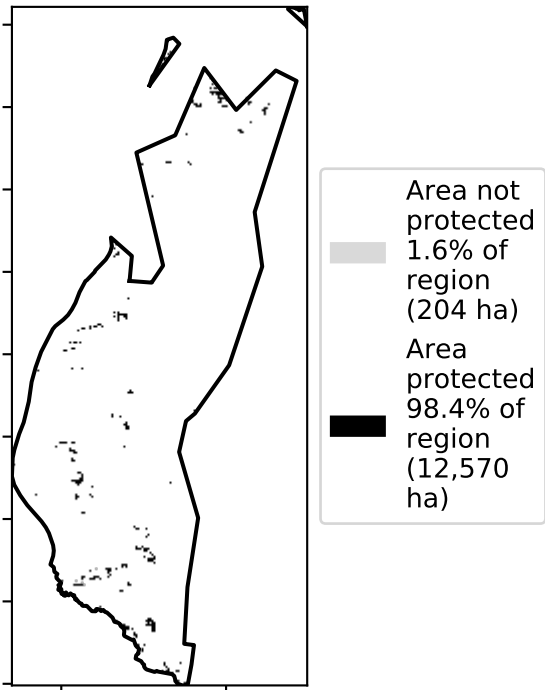 Area not
protected
1.6% of
region
(204 ha)
Area
protected
98.4% of
region
(12,570
ha)